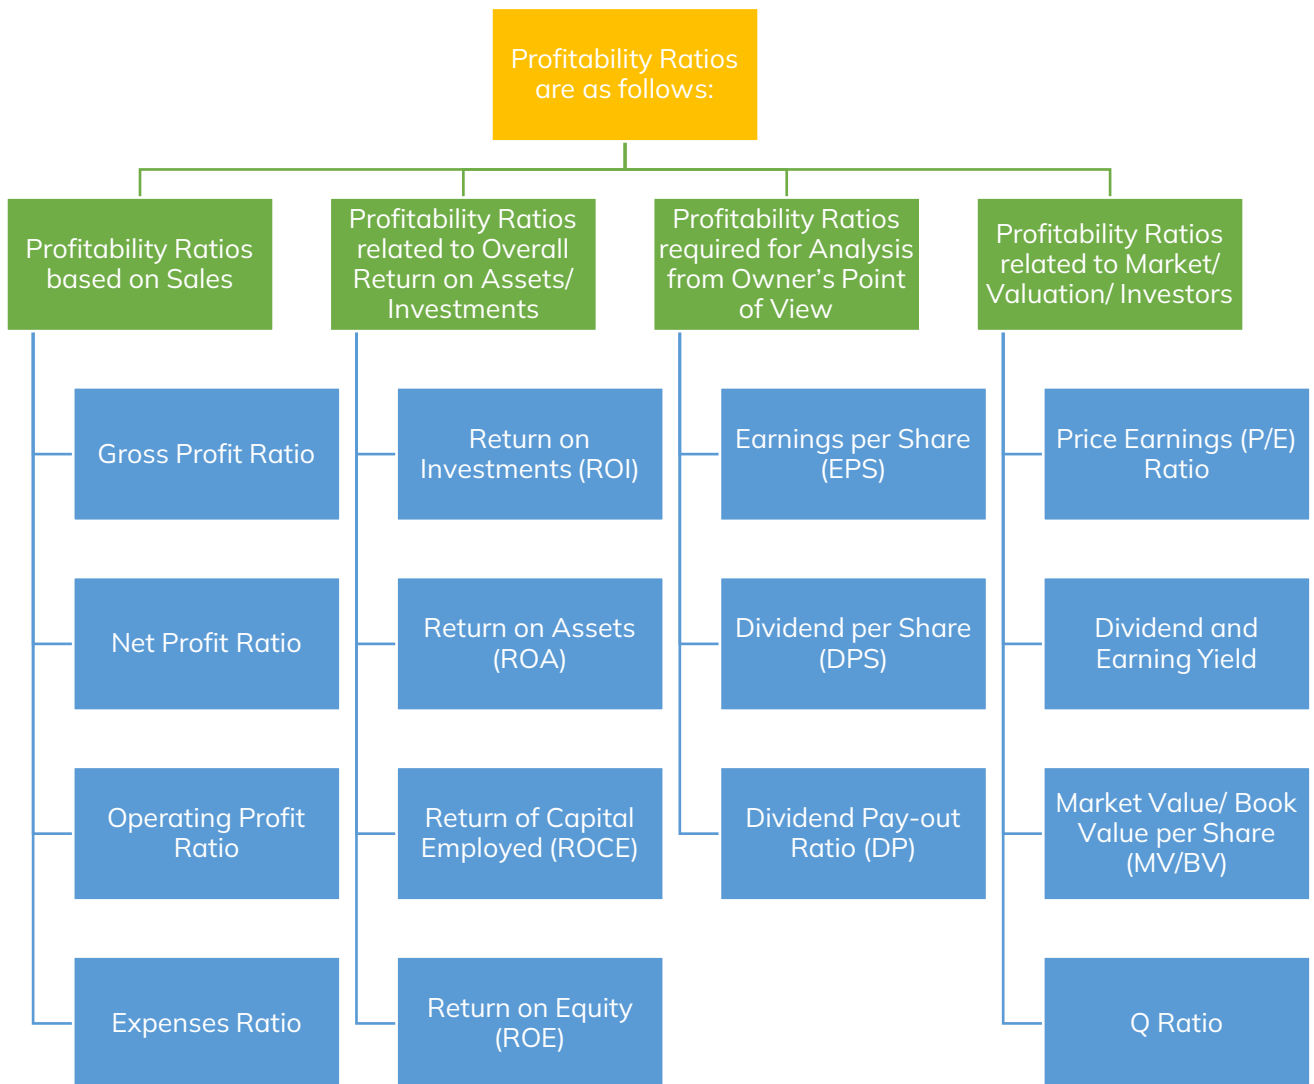 Profitability Ratios
are as follows:
Profitability Ratios
based on Sales
Gross Profit Ratio
Net Profit Ratio
Operating Profit
Ratio
Expenses Ratio
Profitability Ratios
related to Overall
Return on Assets/
Investments
Return on
Investments (ROI)
Return on Assets
(ROA)
Return of Capital
Employed (ROCE)
Return on Equity
(ROE)
Profitability Ratios
required for Analysis
from Owner’s Point
of View
Earnings per Share
(EPS)
Dividend per Share
(DPS)
Dividend Pay-out
Ratio (DP)
Profitability Ratios
related to Market/
Valuation/ Investors
Price Earnings (P/E)
Ratio
Dividend and
Earning Yield
Market Value/ Book
Value per Share
(MV/BV)
Q Ratio